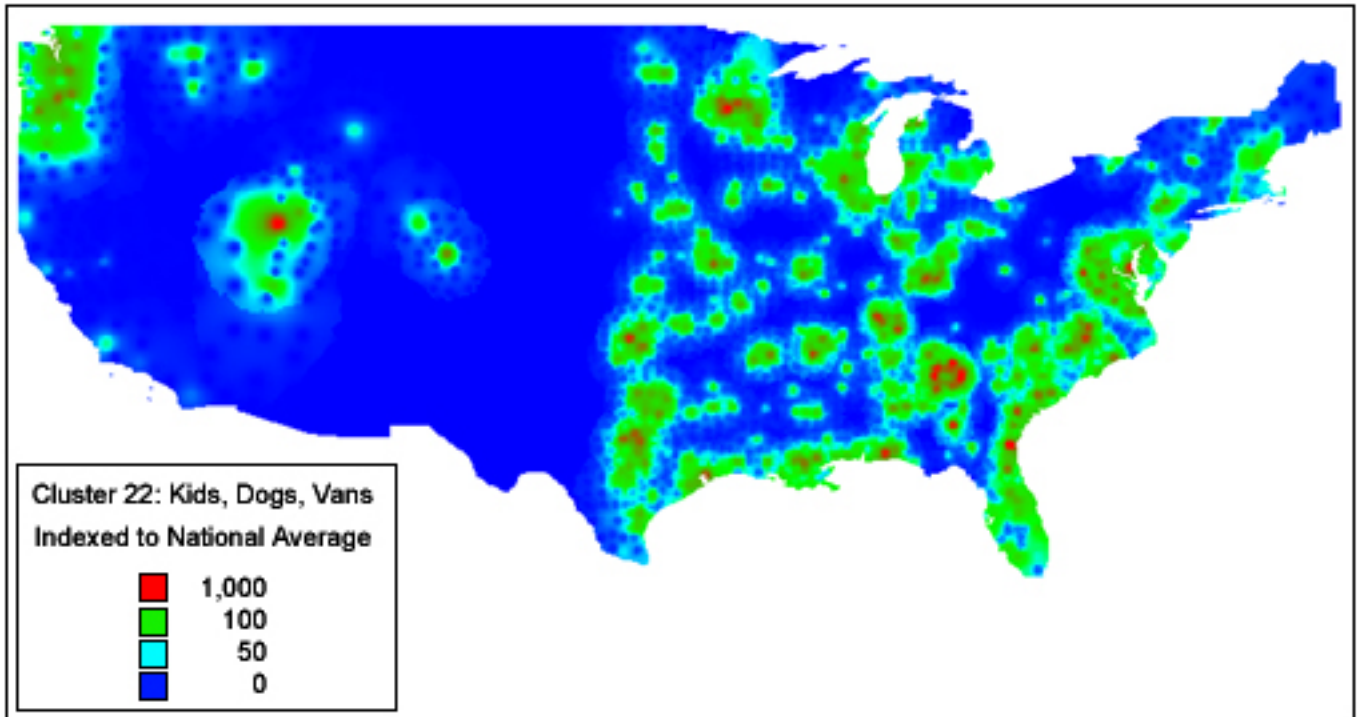 Cluster 22: Kids, Dogs, Vans
Indexed to National Average
1,000
100
50
0